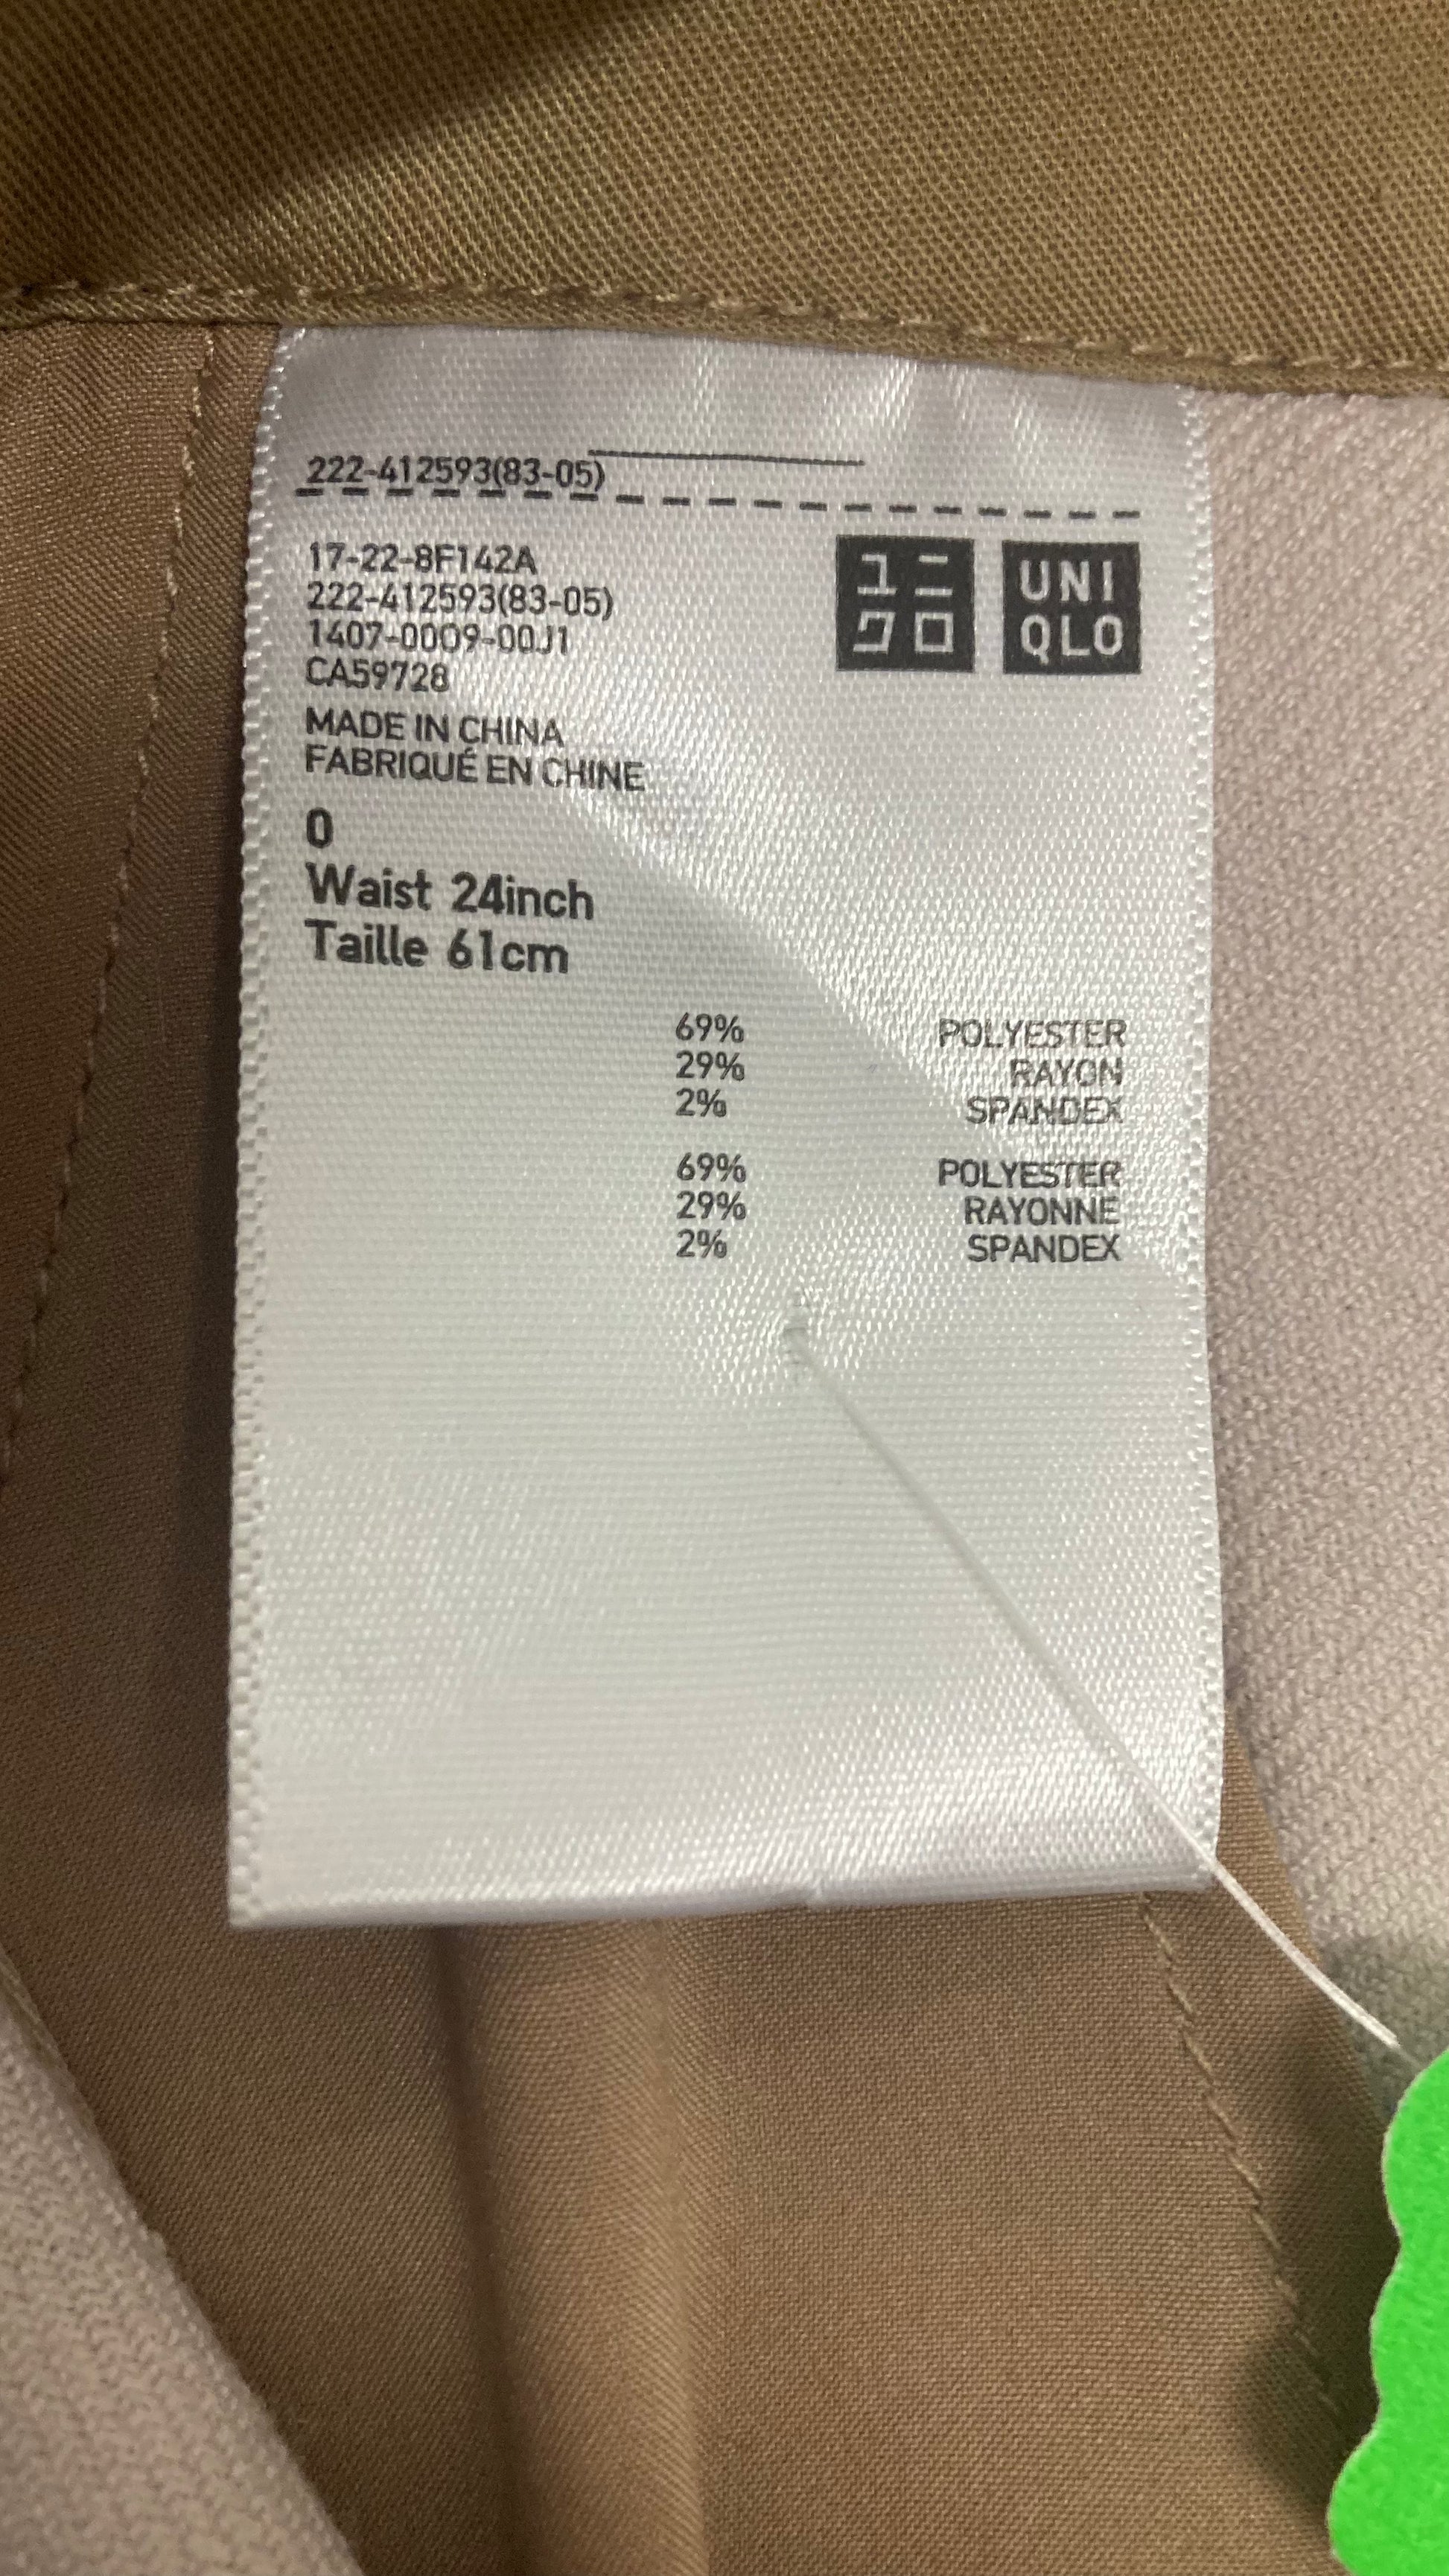 222-412593(83-05)
17-22-8F142A
222-412593(83-05)
1407-0009-00J1
CA59728
ユニ
クロ
UNI
QLO
MADE IN CHINA
FABRIQUÉ EN CHINE
0
Waist 24inch
Taille 61cm
69% POLYESTER
29% RAYON
2% SPANDEX
69% POLYESTER
29% RAYONNE
2% SPANDEX